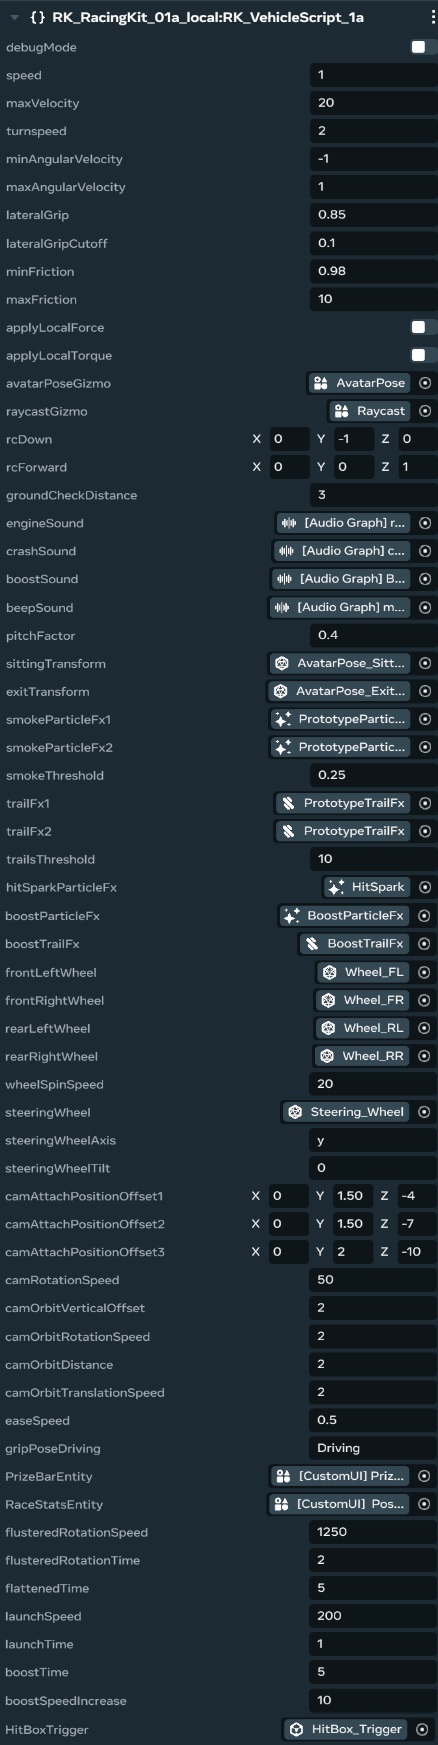 {} RK_RacingKit_01a_local:RK_VehicleScript_1a
debugMode
speed 1
maxVelocity 20
turnspeed 2
minAngularVelocity -1
maxAngularVelocity 1
lateralGrip 0.85
lateralGripCutoff 0.1
minFriction 0.98
maxFriction 10
applyLocalForce
applyLocalTorque
avatarPoseGizmo AvatarPose
raycastGizmo Raycast
rcDown X 0 Y -1 Z 0
rcForward X 0 Y 0 Z 1
groundCheckDistance 3
engineSound [Audio Graph] r...
crashSound [Audio Graph] c...
boostSound [Audio Graph] B...
beepSound [Audio Graph] m...
pitchFactor 0.4
sittingTransform AvatarPose_Sitt...
exitTransform AvatarPose_Exit...
smokeParticleFx1 PrototypePartic...
smokeParticleFx2 PrototypePartic...
smokeThreshold 0.25
trailFx1 PrototypeTrailFx
trailFx2 PrototypeTrailFx
trailsThreshold 10
hitSparkParticleFx HitSpark
boostParticleFx BoostParticleFx
boostTrailFx BoostTrailFx
frontLeftWheel Wheel_FL
frontRightWheel Wheel_FR
rearLeftWheel Wheel_RL
rearRightWheel Wheel_RR
wheelSpinSpeed 20
steeringWheel Steering_Wheel
steeringWheelAxis y
steeringWheelTilt 0
camAttachPositionOffset1 X 0 Y 1.50 Z -4
camAttachPositionOffset2 X 0 Y 1.50 Z -7
camAttachPositionOffset3 X 0 Y 2 Z -10
camRotationSpeed 50
camOrbitVerticalOffset 2
camOrbitRotationSpeed 2
camOrbitDistance 2
camOrbitTranslationSpeed 2
easeSpeed 0.5
gripPoseDriving Driving
PrizeBarEntity [CustomUI] Priz...
RaceStatsEntity [CustomUI] Pos...
flusteredRotationSpeed 1250
flusteredRotationTime 2
flattenedTime 5
launchSpeed 200
launchTime 1
boostTime 5
boostSpeedIncrease 10
HitBoxTrigger HitBox_Trigger